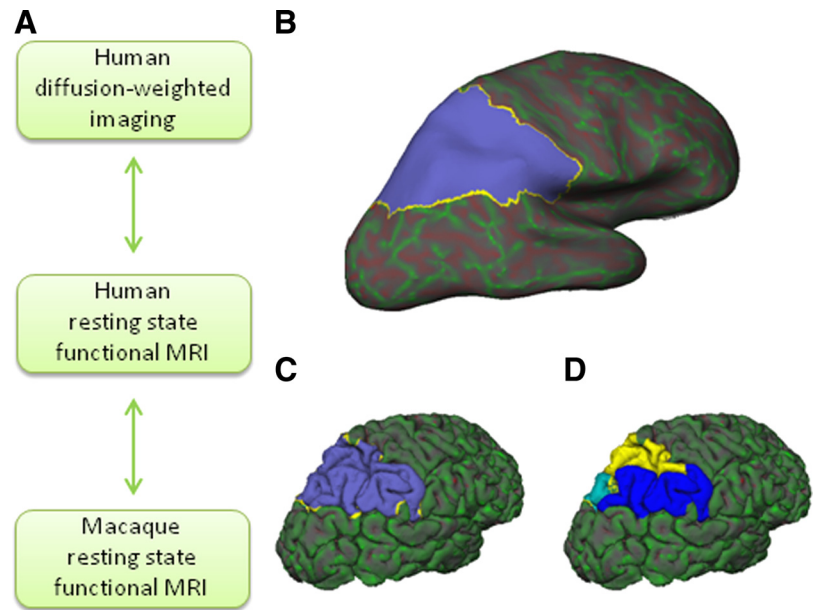 A
Human
diffusion-weighted
imaging
Human
resting state
functional MRI
Macaque
resting state
functional MRI
B
C
D